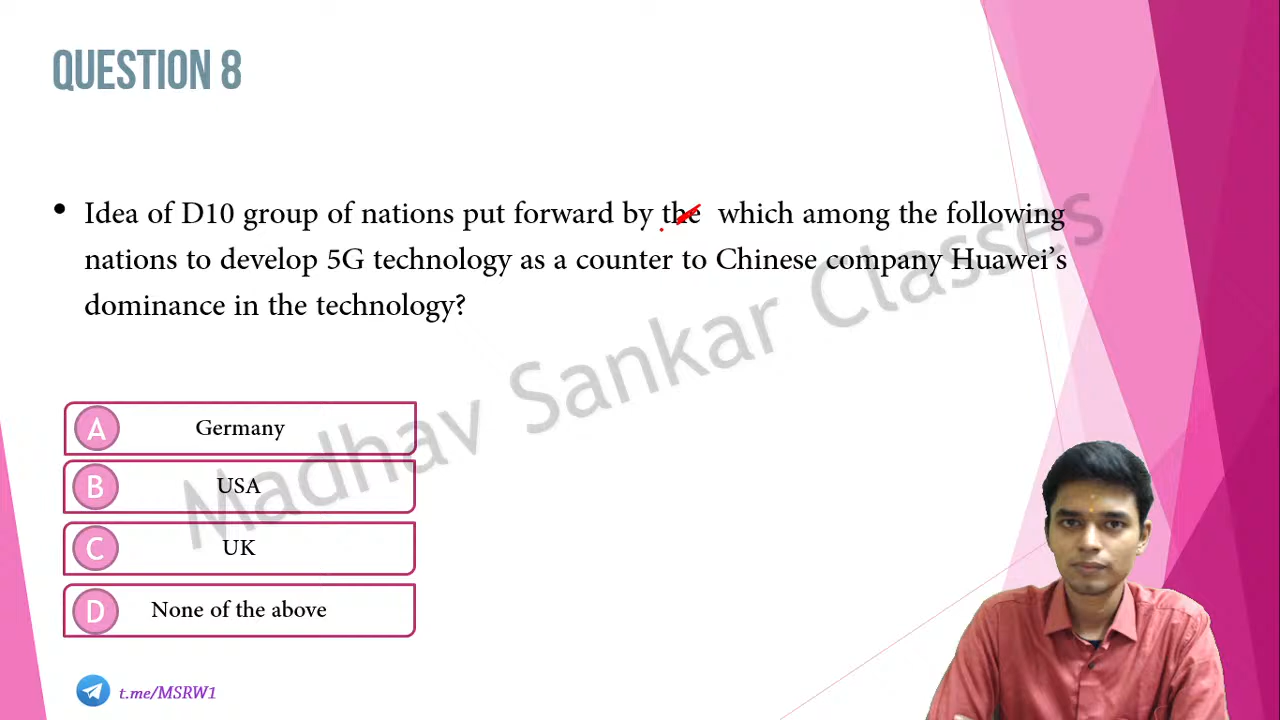 QUESTION 8
• Idea of D10 group of nations put forward by the which among the following
nations to develop 5G technology as a counter to Chinese company Huawei’s
dominance in the technology?
A Germany
B USA
C UK
D None of the above
Madhav Sankar Classes
t.me/MSRW1